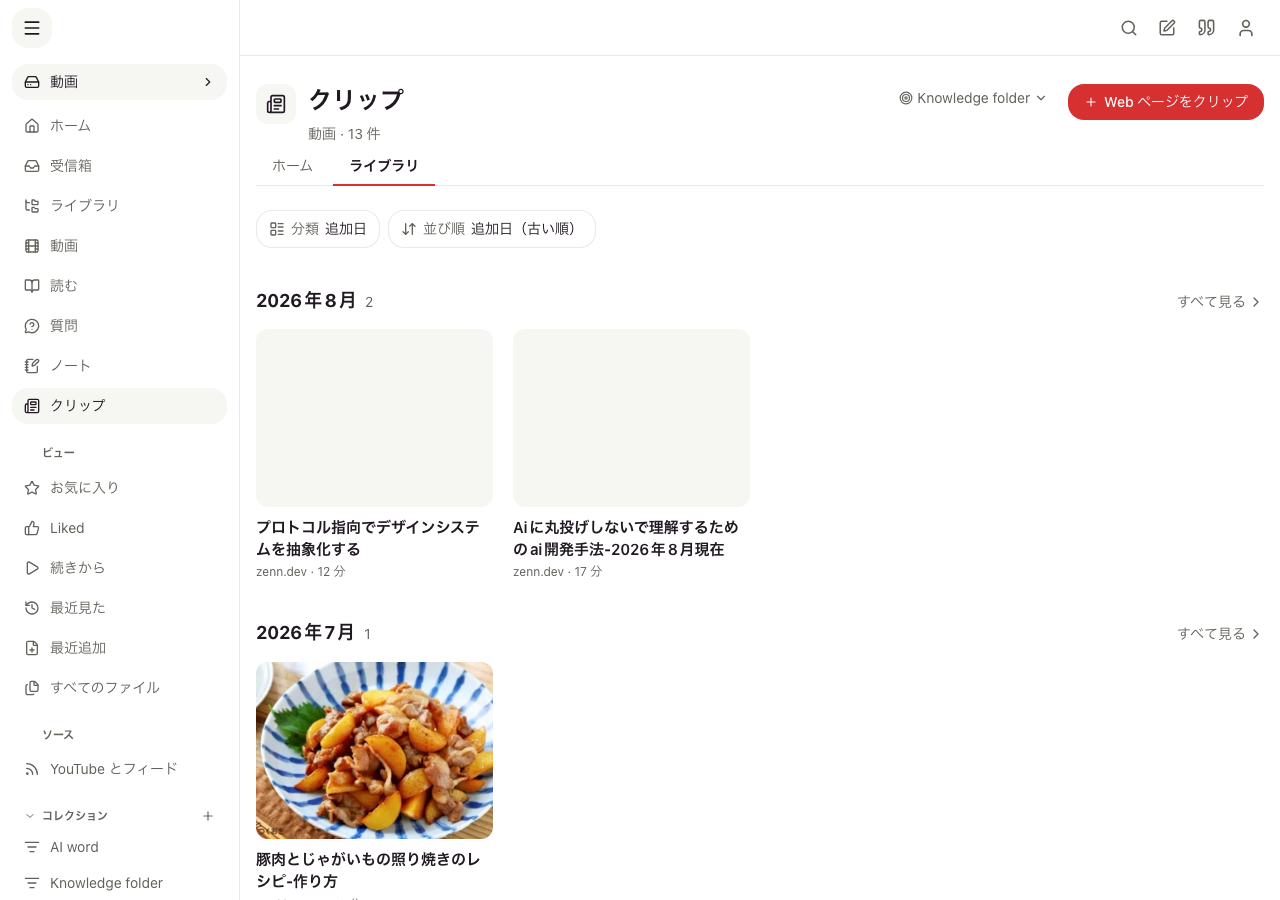 動画
ホーム
受信箱
ライブラリ
動画
読む
質問
ノート
クリップ
ビュー
お気に入り
Liked
続きから
最近見た
最近追加
すべてのファイル
ソース
YouTube とフィード
コレクション
AI word
Knowledge folder
クリップ
動画 · 13 件
Knowledge folder
Web ページをクリップ
ホーム
ライブラリ
分類 追加日
並び順 追加日（古い順）
2026年8月 2
すべて見る
プロトコル指向でデザインシステ
ムを抽象化する
zenn.dev · 12 分
Aiに丸投げしないで理解するため
のai開発手法-2026年8月現在
zenn.dev · 17 分
2026年7月 1
すべて見る
豚肉とじゃがいもの照り焼きのレ
シピ-作り方